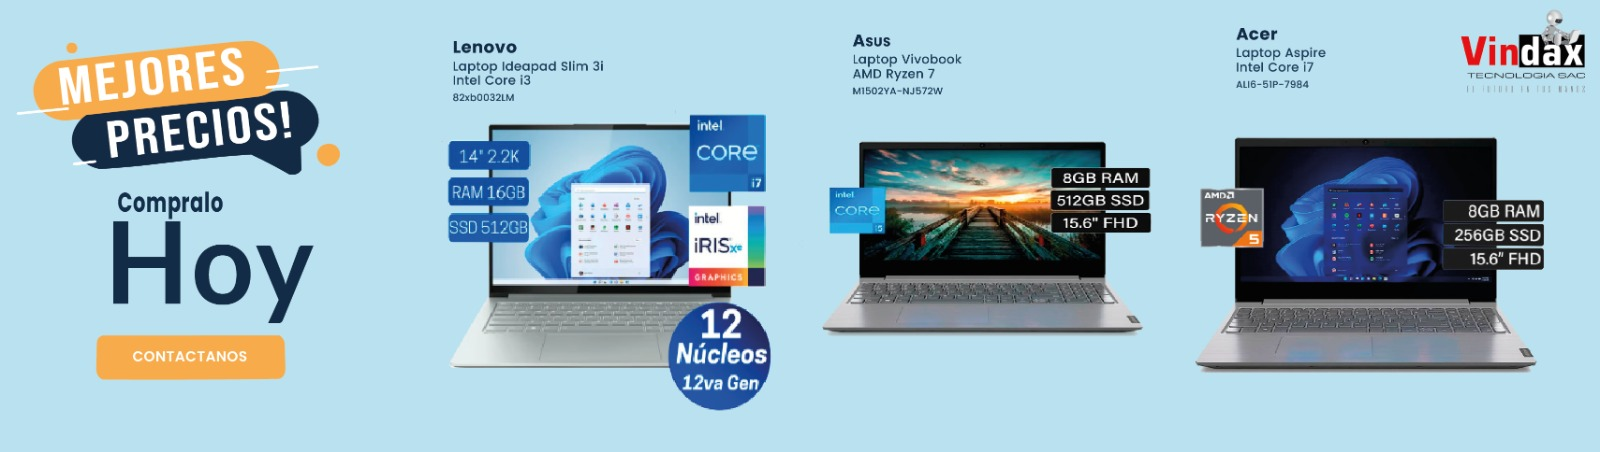 MEJORES
PRECIOS!
Compralo
Hoy
CONTACTANOS
Lenovo
Laptop Ideapad Slim 3i
Intel Core i3
82xb0032LM
14" 2.2K
RAM 16GB
SSD 512GB
intel
CORE
i7
intel.
iRISxe
GRAPHICS
12
Núcleos
12va Gen
Asus
Laptop Vivobook
AMD Ryzen 7
M1502YA-NJ572W
intel
CORE
i5
8GB RAM
512GB SSD
15.6" FHD
Acer
Laptop Aspire
Intel Core i7
ALI6-51P-7984
AMD
RYZEN
5
8GB RAM
256GB SSD
15.6" FHD
Vindax
TECNOLOGIA SAC